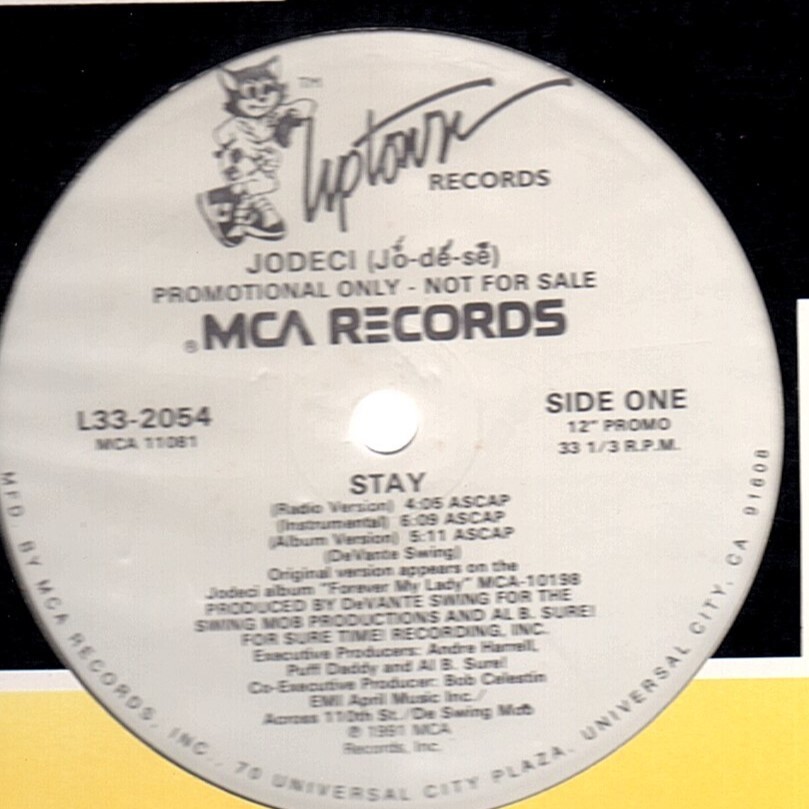 TM
Uptown
RECORDS
JODECI (Jó-dé-sē)
PROMOTIONAL ONLY - NOT FOR SALE
® MCA RECORDS
L33-2054
MCA 11081
SIDE ONE
12" PROMO
33 1/3 R.P.M.
STAY
(Radio Version) 4:05 ASCAP
(Instrumental) 6:09 ASCAP
(Album Version) 5:11 ASCAP
(DeVante Swing)
Original version appears on the
Jodeci album "Forever My Lady" MCA-10198
PRODUCED BY DeVANTE SWING FOR THE
SWING MOB PRODUCTIONS AND AL B. SURE!
FOR SURE TIME! RECORDING, INC.
Executive Producers: Andre Harrell,
Puff Daddy and Al B. Sure!
Co-Executive Producer: Bob Celestin
EMI April Music Inc./
Across 110th St./De Swing Mob
℗ 1991 MCA
Records, Inc.
MFD. BY MCA RECORDS, INC., 70 UNIVERSAL CITY PLAZA, UNIVERSAL CITY, CA 91608